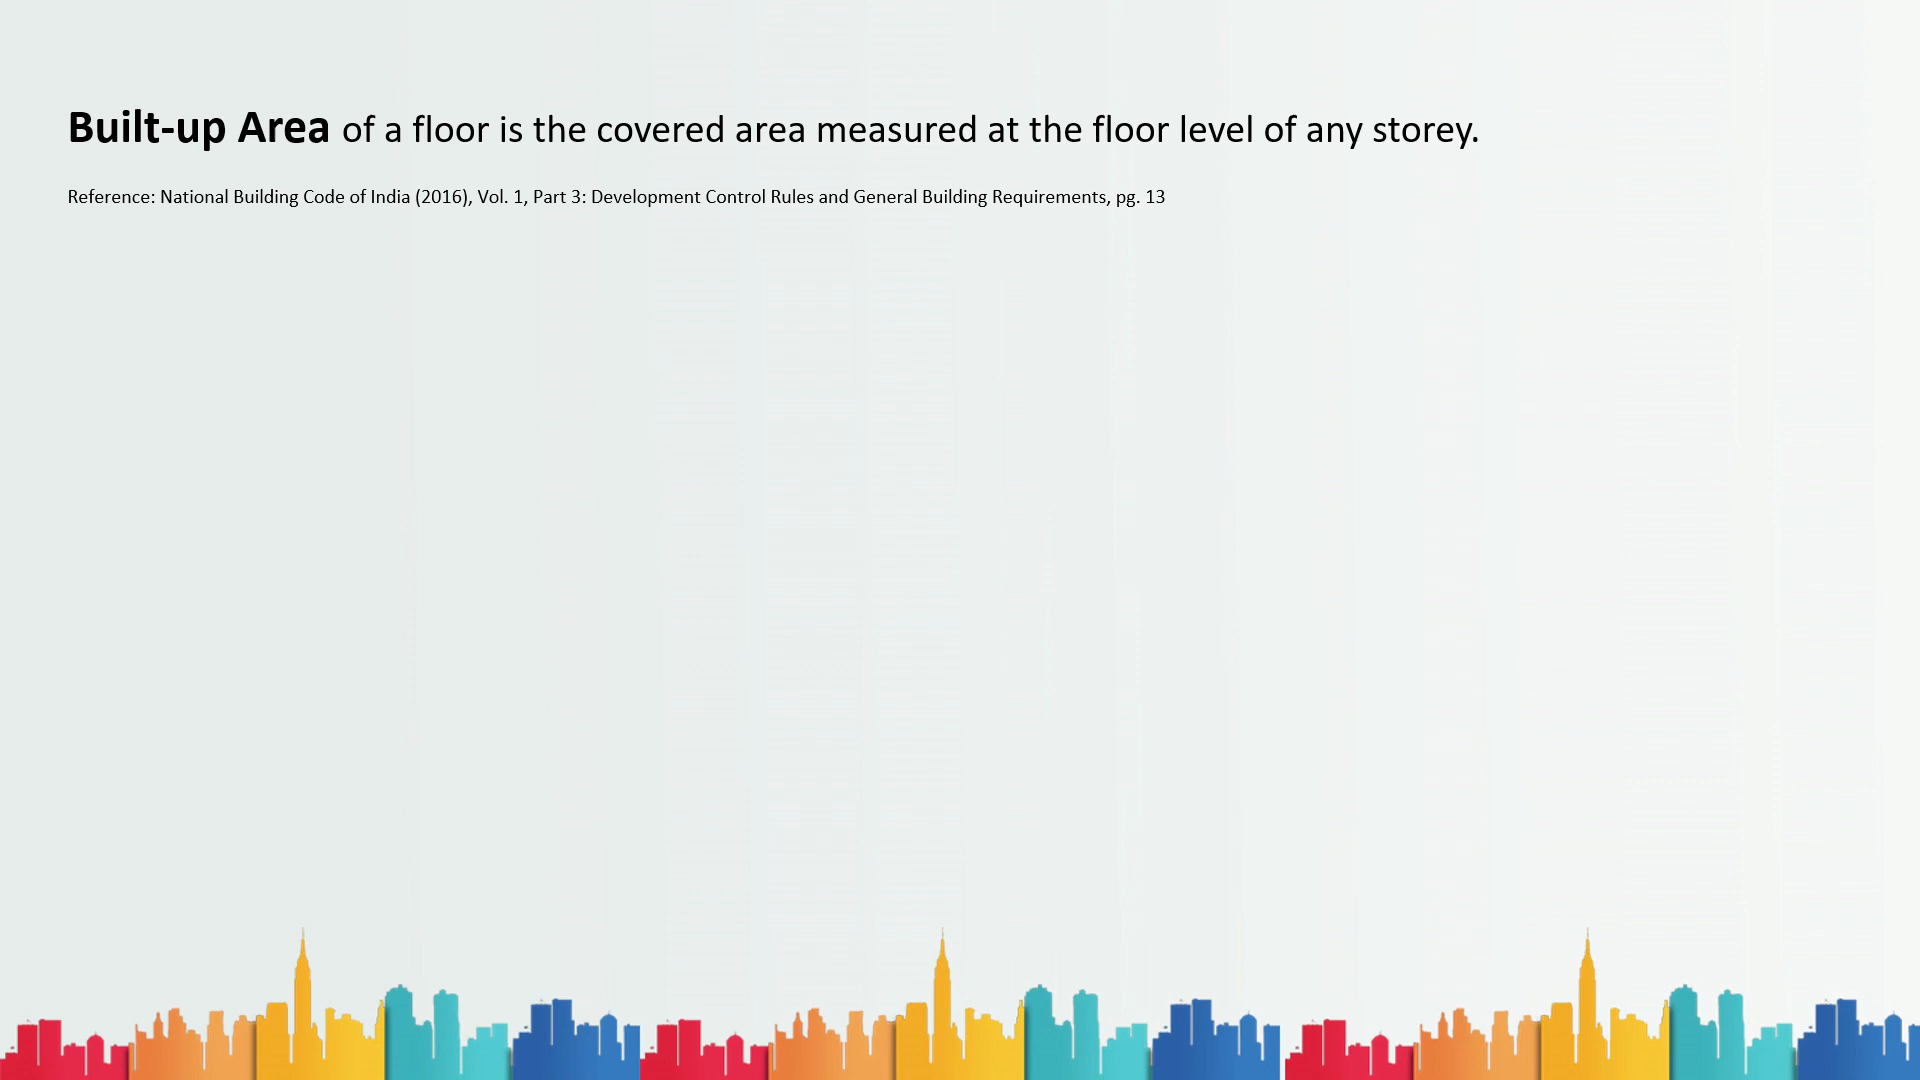 Built-up Area of a floor is the covered area measured at the floor level of any storey.
Reference: National Building Code of India (2016), Vol. 1, Part 3: Development Control Rules and General Building Requirements, pg. 13